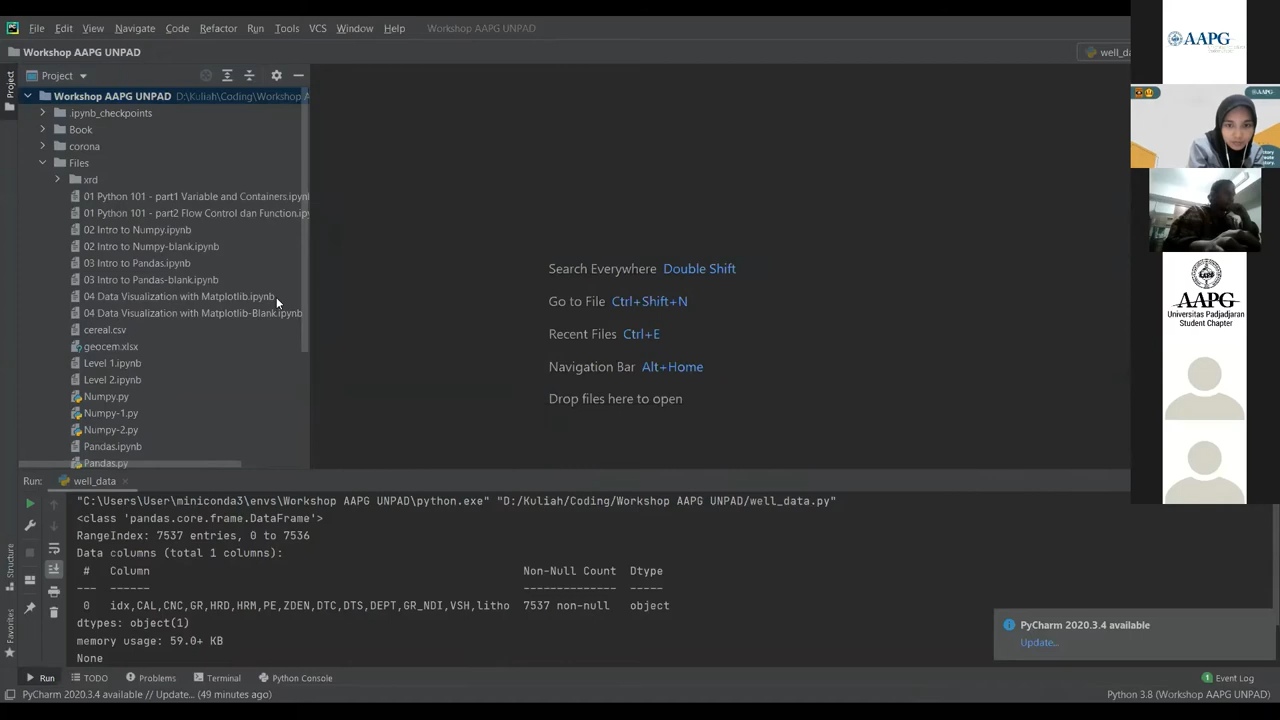 File Edit View Navigate Code Refactor Run Tools VCS Window Help Workshop AAPG UNPAD
Workshop AAPG UNPAD
well_da
Project
Workshop AAPG UNPAD D:\Kuliah\Coding\Workshop A
.ipynb_checkpoints
Book
corona
Files
xrd
01 Python 101 - part1 Variable and Containers.ipynb
01 Python 101 - part2 Flow Control dan Function.ipy
02 Intro to Numpy.ipynb
02 Intro to Numpy-blank.ipynb
03 Intro to Pandas.ipynb
03 Intro to Pandas-blank.ipynb
04 Data Visualization with Matplotlib.ipynb
04 Data Visualization with Matplotlib-Blank.ipynb
cereal.csv
geocem.xlsx
Level 1.ipynb
Level 2.ipynb
Numpy.py
Numpy-1.py
Numpy-2.py
Pandas.ipynb
Pandas.py
Project
Structure
Favorites
Search Everywhere Double Shift
Go to File Ctrl+Shift+N
Recent Files Ctrl+E
Navigation Bar Alt+Home
Drop files here to open
AAPG
AAPG
AAPG
Universitas Padjadjaran
Student Chapter
Run: well_data
"C:\Users\User\miniconda3\envs\Workshop AAPG UNPAD\python.exe" "D:/Kuliah/Coding/Workshop AAPG UNPAD/well_data.py"
<class 'pandas.core.frame.DataFrame'>
RangeIndex: 7537 entries, 0 to 7536
Data columns (total 1 columns):
# Column Non-Null Count Dtype
--- ------ -------------- -----
0 idx,CAL,CNC,GR,HRD,HRM,PE,ZDEN,DTC,DTS,DEPT,GR_NDI,VSH,litho 7537 non-null object
dtypes: object(1)
memory usage: 59.0+ KB
None
PyCharm 2020.3.4 available
Update...
Run TODO Problems Terminal Python Console 1 Event Log
PyCharm 2020.3.4 available // Update... (49 minutes ago) Python 3.8 (Workshop AAPG UNPAD)